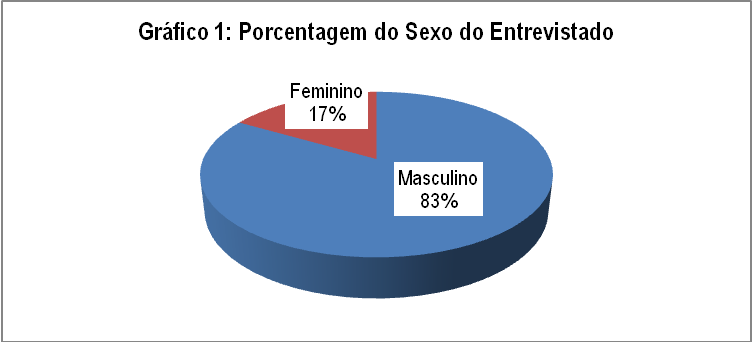 Gráfico 1: Porcentagem do Sexo do Entrevistado
Feminino
17%
Masculino
83%